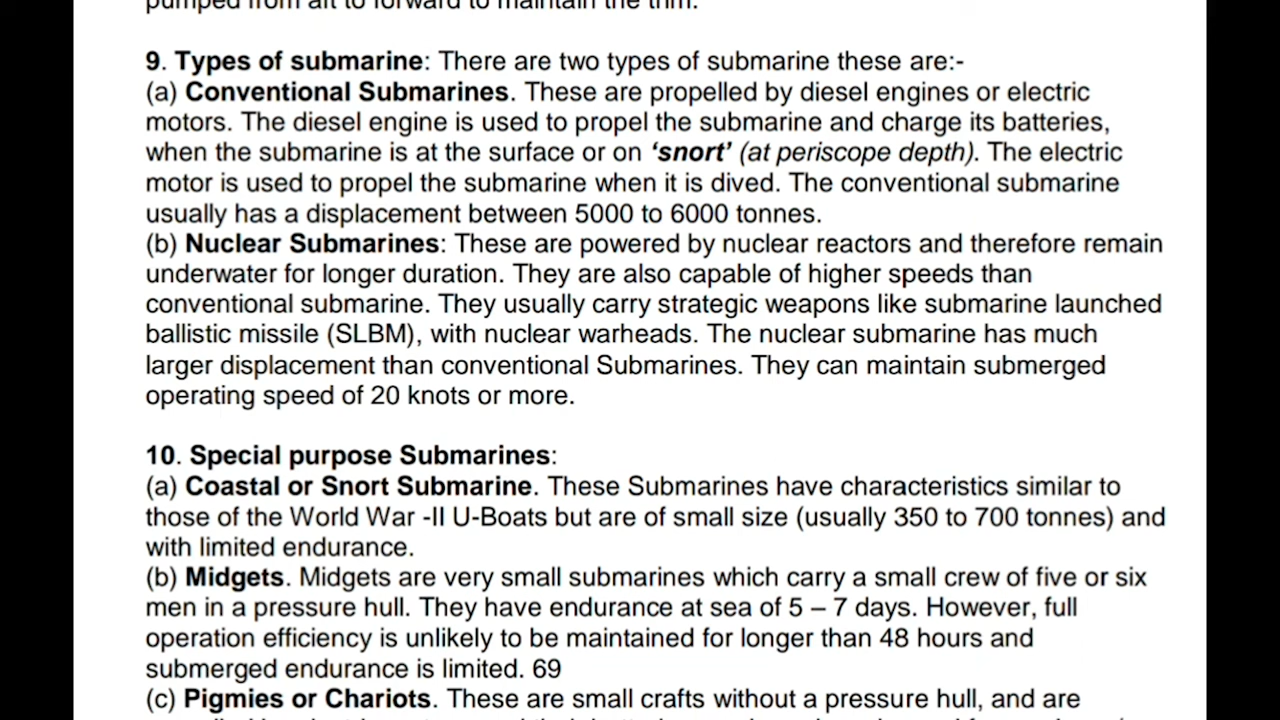 pumped from aft to forward to maintain the trim.
9. Types of submarine: There are two types of submarine these are:-
(a) Conventional Submarines. These are propelled by diesel engines or electric
motors. The diesel engine is used to propel the submarine and charge its batteries,
when the submarine is at the surface or on ‘snort’ (at periscope depth). The electric
motor is used to propel the submarine when it is dived. The conventional submarine
usually has a displacement between 5000 to 6000 tonnes.
(b) Nuclear Submarines: These are powered by nuclear reactors and therefore remain
underwater for longer duration. They are also capable of higher speeds than
conventional submarine. They usually carry strategic weapons like submarine launched
ballistic missile (SLBM), with nuclear warheads. The nuclear submarine has much
larger displacement than conventional Submarines. They can maintain submerged
operating speed of 20 knots or more.
10. Special purpose Submarines:
(a) Coastal or Snort Submarine. These Submarines have characteristics similar to
those of the World War -II U-Boats but are of small size (usually 350 to 700 tonnes) and
with limited endurance.
(b) Midgets. Midgets are very small submarines which carry a small crew of five or six
men in a pressure hull. They have endurance at sea of 5 – 7 days. However, full
operation efficiency is unlikely to be maintained for longer than 48 hours and
submerged endurance is limited. 69
(c) Pigmies or Chariots. These are small crafts without a pressure hull, and are